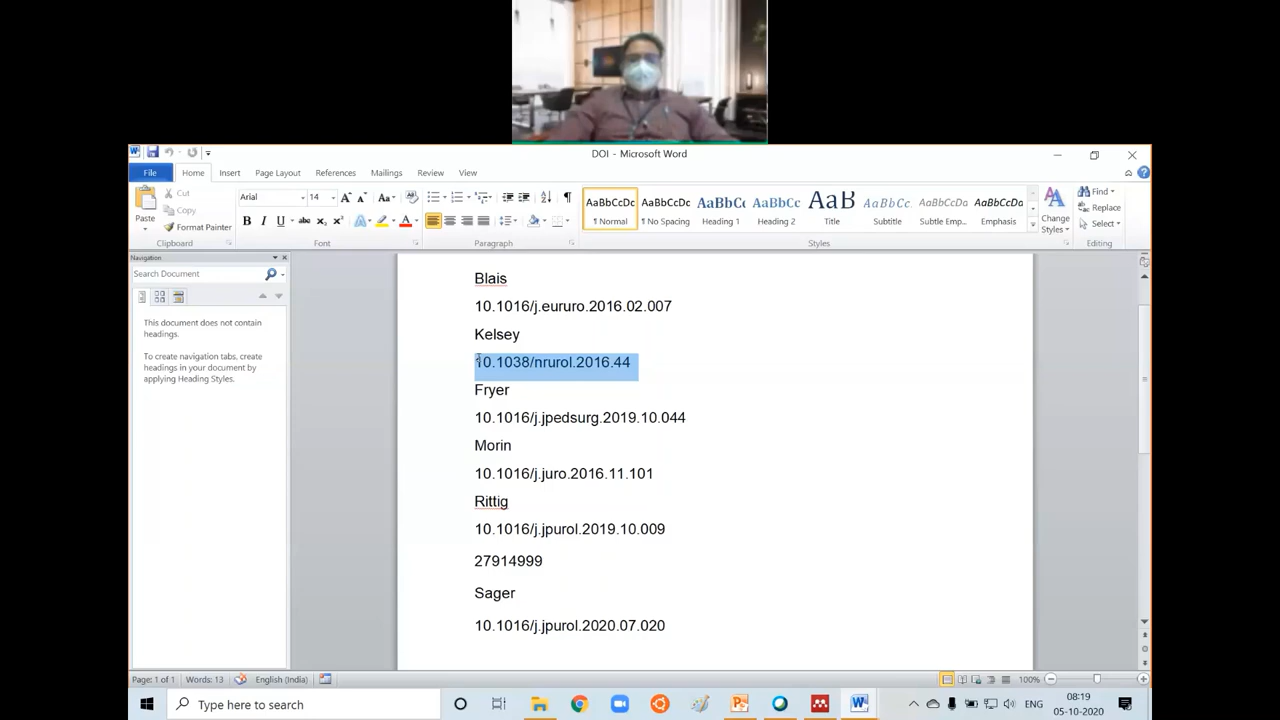 DOI - Microsoft Word
File Home Insert Page Layout References Mailings Review View
Paste
Cut
Copy
Format Painter
Clipboard
Arial 14
Font
Paragraph
AaBbCcDc AaBbCcDc AaBbC AaBbCc AaB AaBbCc. AaBbCcDc AaBbCcDc
¶ Normal ¶ No Spacing Heading 1 Heading 2 Title Subtitle Subtle Emp... Emphasis
Change
Styles
Styles
Find
Replace
Select
Editing
Navigation
Search Document
This document does not contain
headings.
To create navigation tabs, create
headings in your document by
applying Heading Styles.
Blais
10.1016/j.eururo.2016.02.007
Kelsey
10.1038/nrurol.2016.44
Fryer
10.1016/j.jpedsurg.2019.10.044
Morin
10.1016/j.juro.2016.11.101
Rittig
10.1016/j.jpurol.2019.10.009
27914999
Sager
10.1016/j.jpurol.2020.07.020
Page: 1 of 1 Words: 13 English (India) 100%
Type here to search
ENG
08:19
05-10-2020